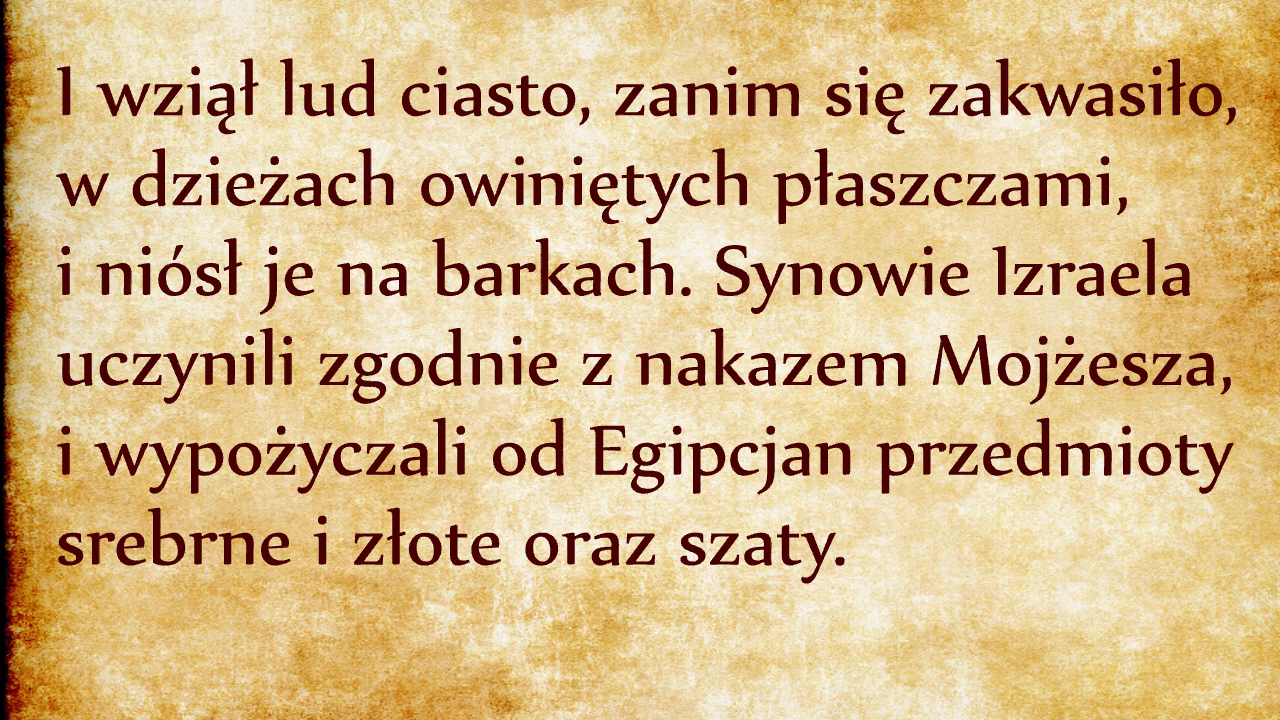 I wziął lud ciasto, zanim się zakwasiło,
w dzieżach owiniętych płaszczami,
i niósł je na barkach. Synowie Izraela
uczynili zgodnie z nakazem Mojżesza,
i wypożyczali od Egipcjan przedmioty
srebrne i złote oraz szaty.